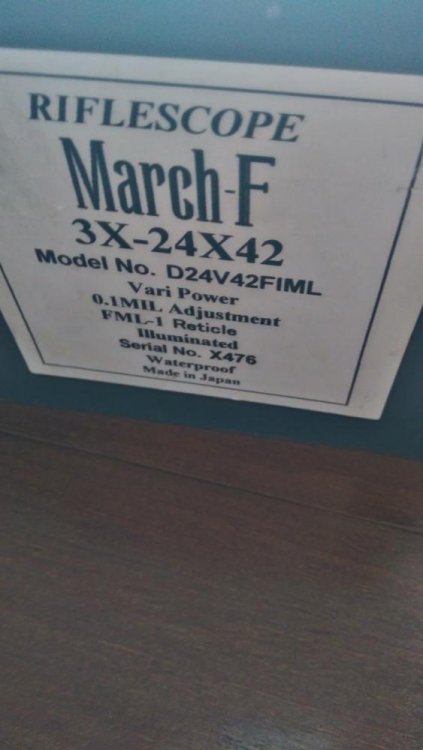 RIFLESCOPE
March-F
3X-24X42
Model No. D24V42FIML
Vari Power
0.1MIL Adjustment
FML-1 Reticle
Illuminated
Serial No. X476
Waterproof
Made in Japan